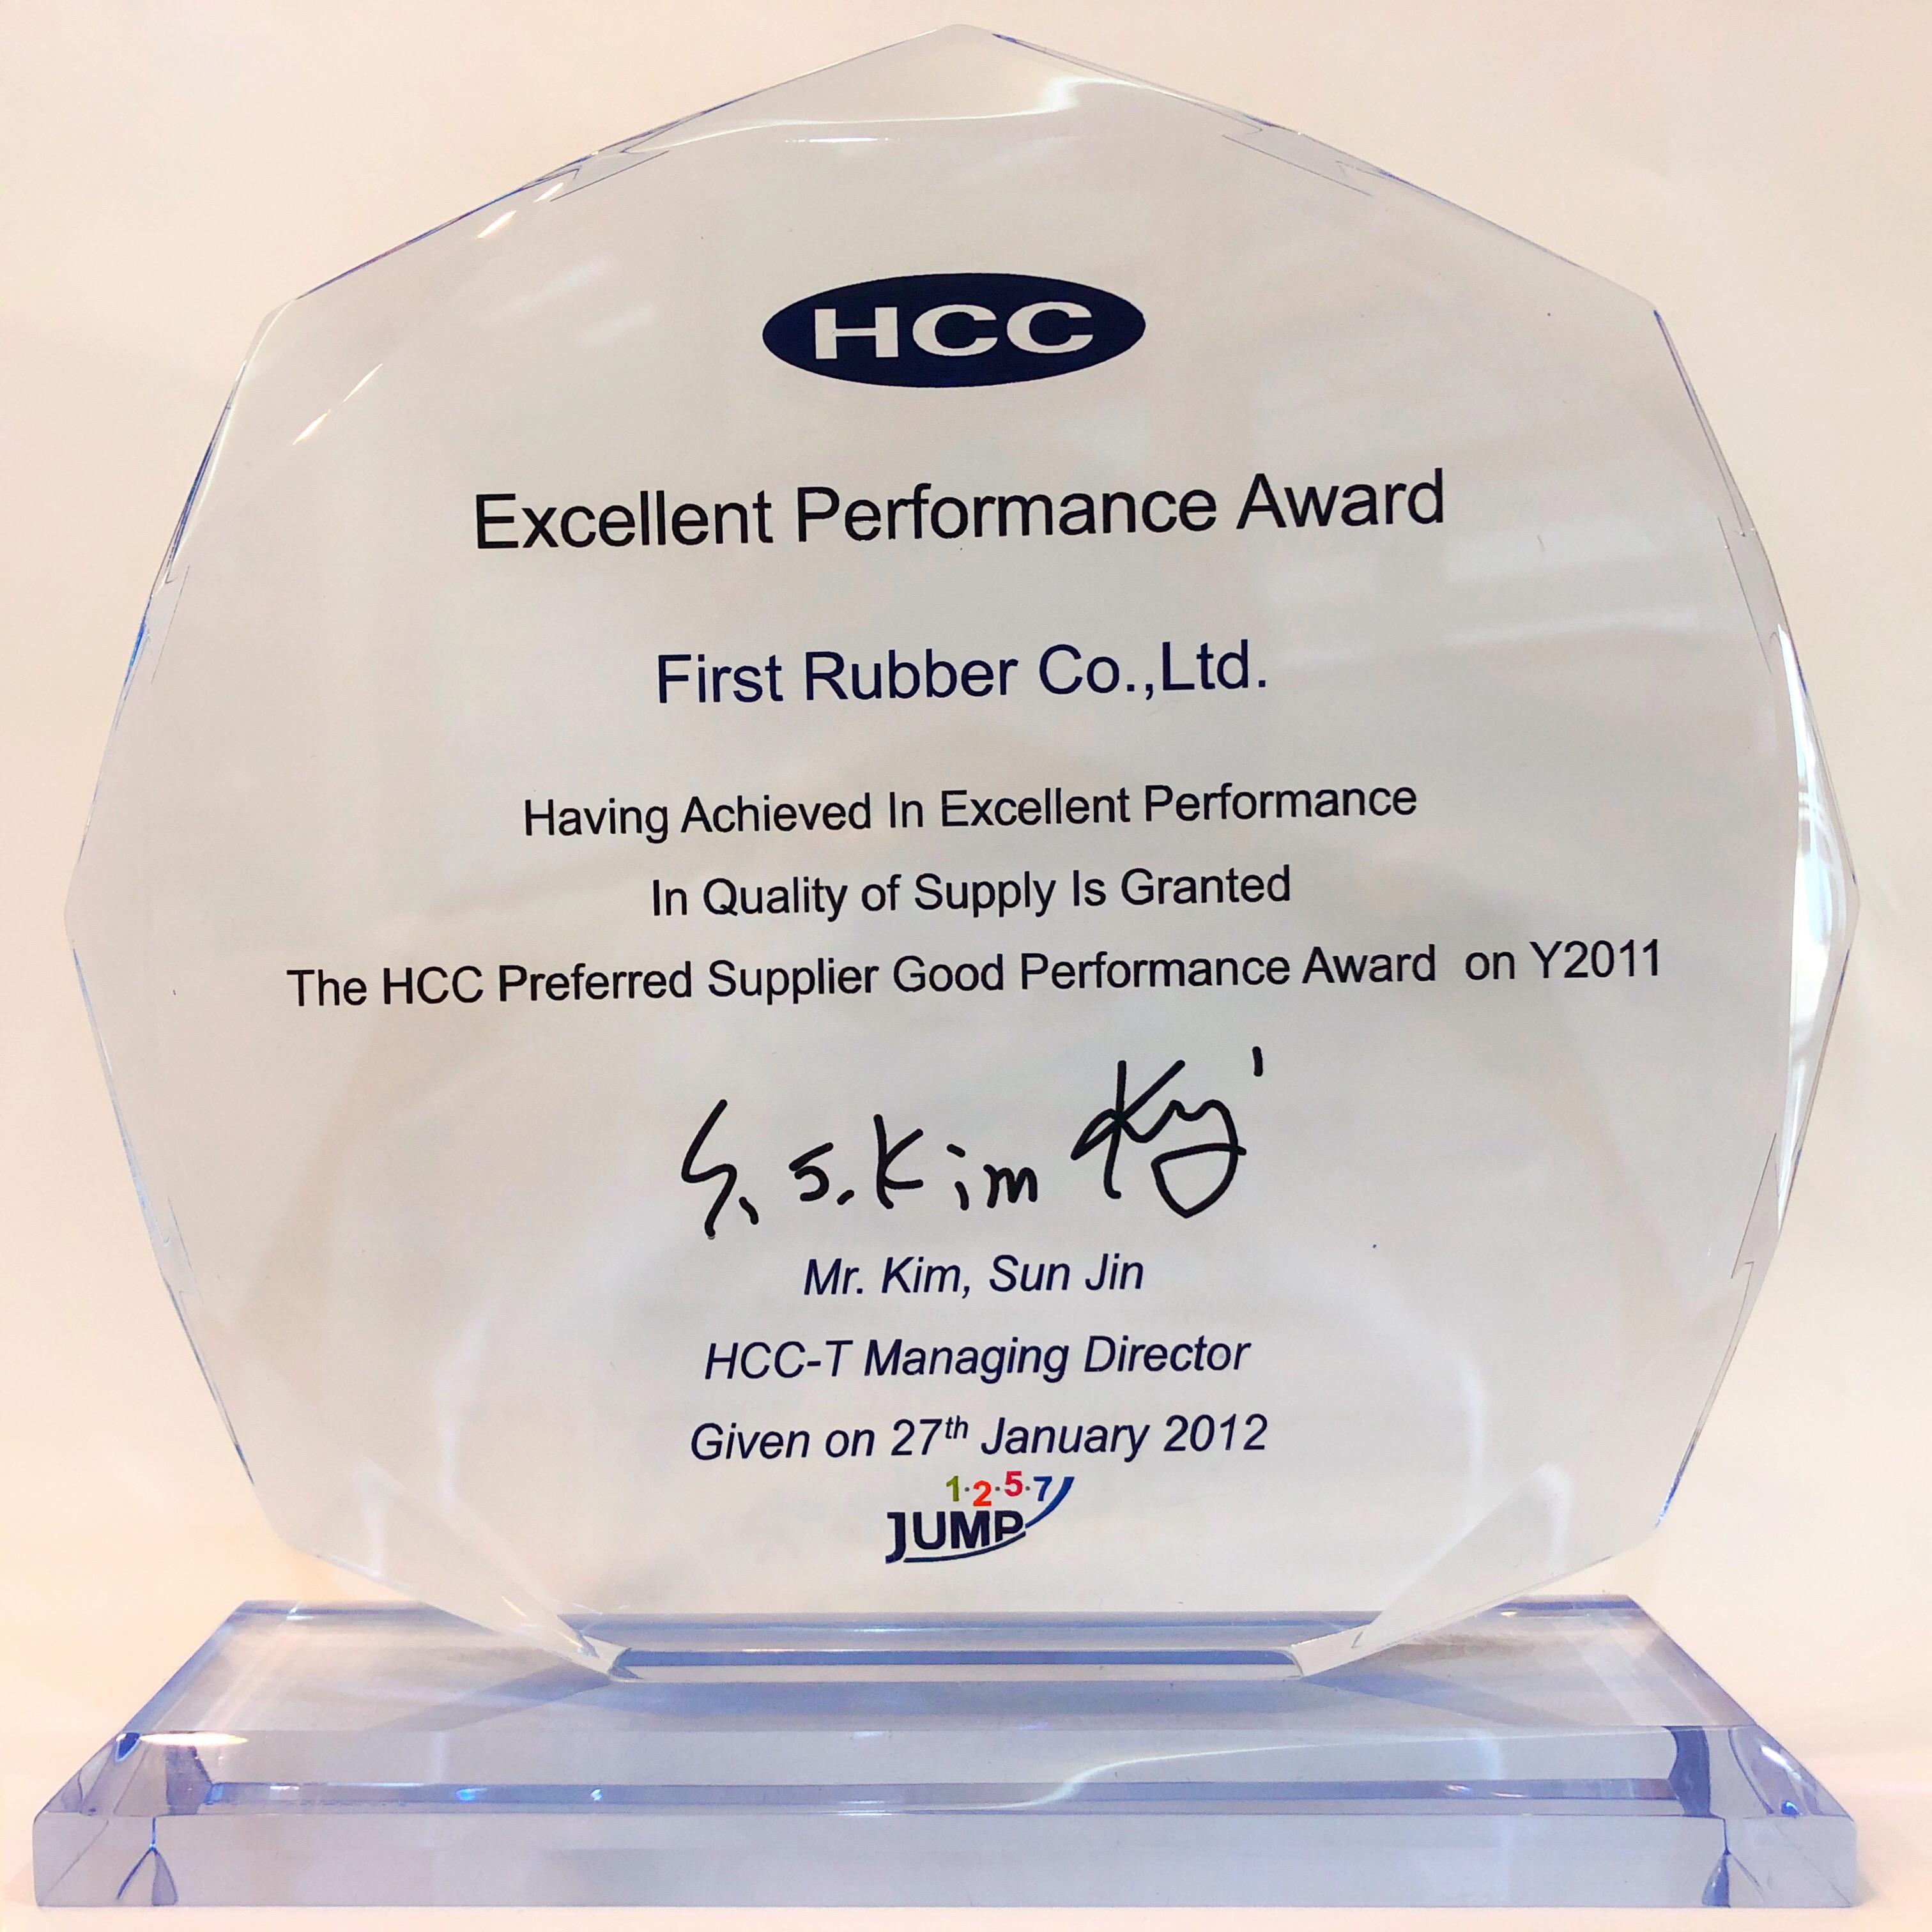 HCC
Excellent Performance Award
First Rubber Co.,Ltd.
Having Achieved In Excellent Performance
In Quality of Supply Is Granted
The HCC Preferred Supplier Good Performance Award on Y2011
S. S. Kim
Mr. Kim, Sun Jin
HCC-T Managing Director
Given on 27th January 2012
1·2·5·7
JUMP